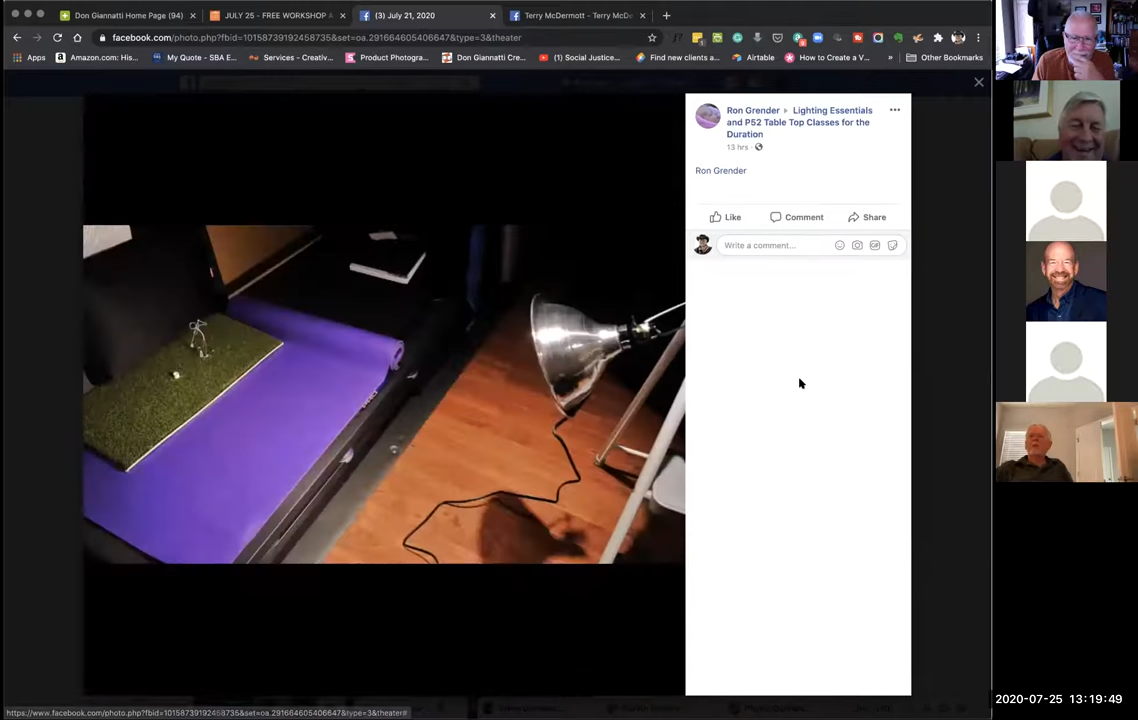 Don Giannatti Home Page (94)
JULY 25 - FREE WORKSHOP A
(3) July 21, 2020
Terry McDermott - Terry McDe
facebook.com/photo.php?fbid=10158739192458735&set=oa.291664605406647&type=3&theater
Apps
Amazon.com: His...
My Quote - SBA E...
Services - Creativ...
Product Photogra...
Don Giannatti Cre...
(1) Social Justice...
Find new clients a...
Airtable
How to Create a V...
»
Other Bookmarks
Ron Grender ▸ Lighting Essentials
and P52 Table Top Classes for the
Duration
13 hrs ·
Ron Grender
Like
Comment
Share
Write a comment...
GIF
https://www.facebook.com/photo.php?fbid=10158739192458735&set=oa.291664605406647&type=3&theater#
2020-07-25 13:19:49